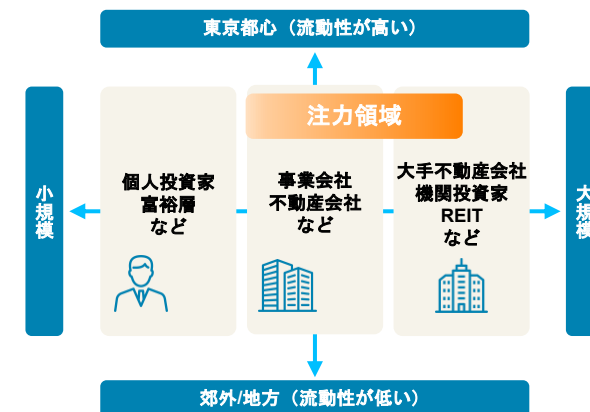 東京都心（流動性が高い）
注力領域
小規模
個人投資家
富裕層
など
事業会社
不動産会社
など
大手不動産会社
機関投資家
REIT
など
大規模
郊外/地方（流動性が低い）